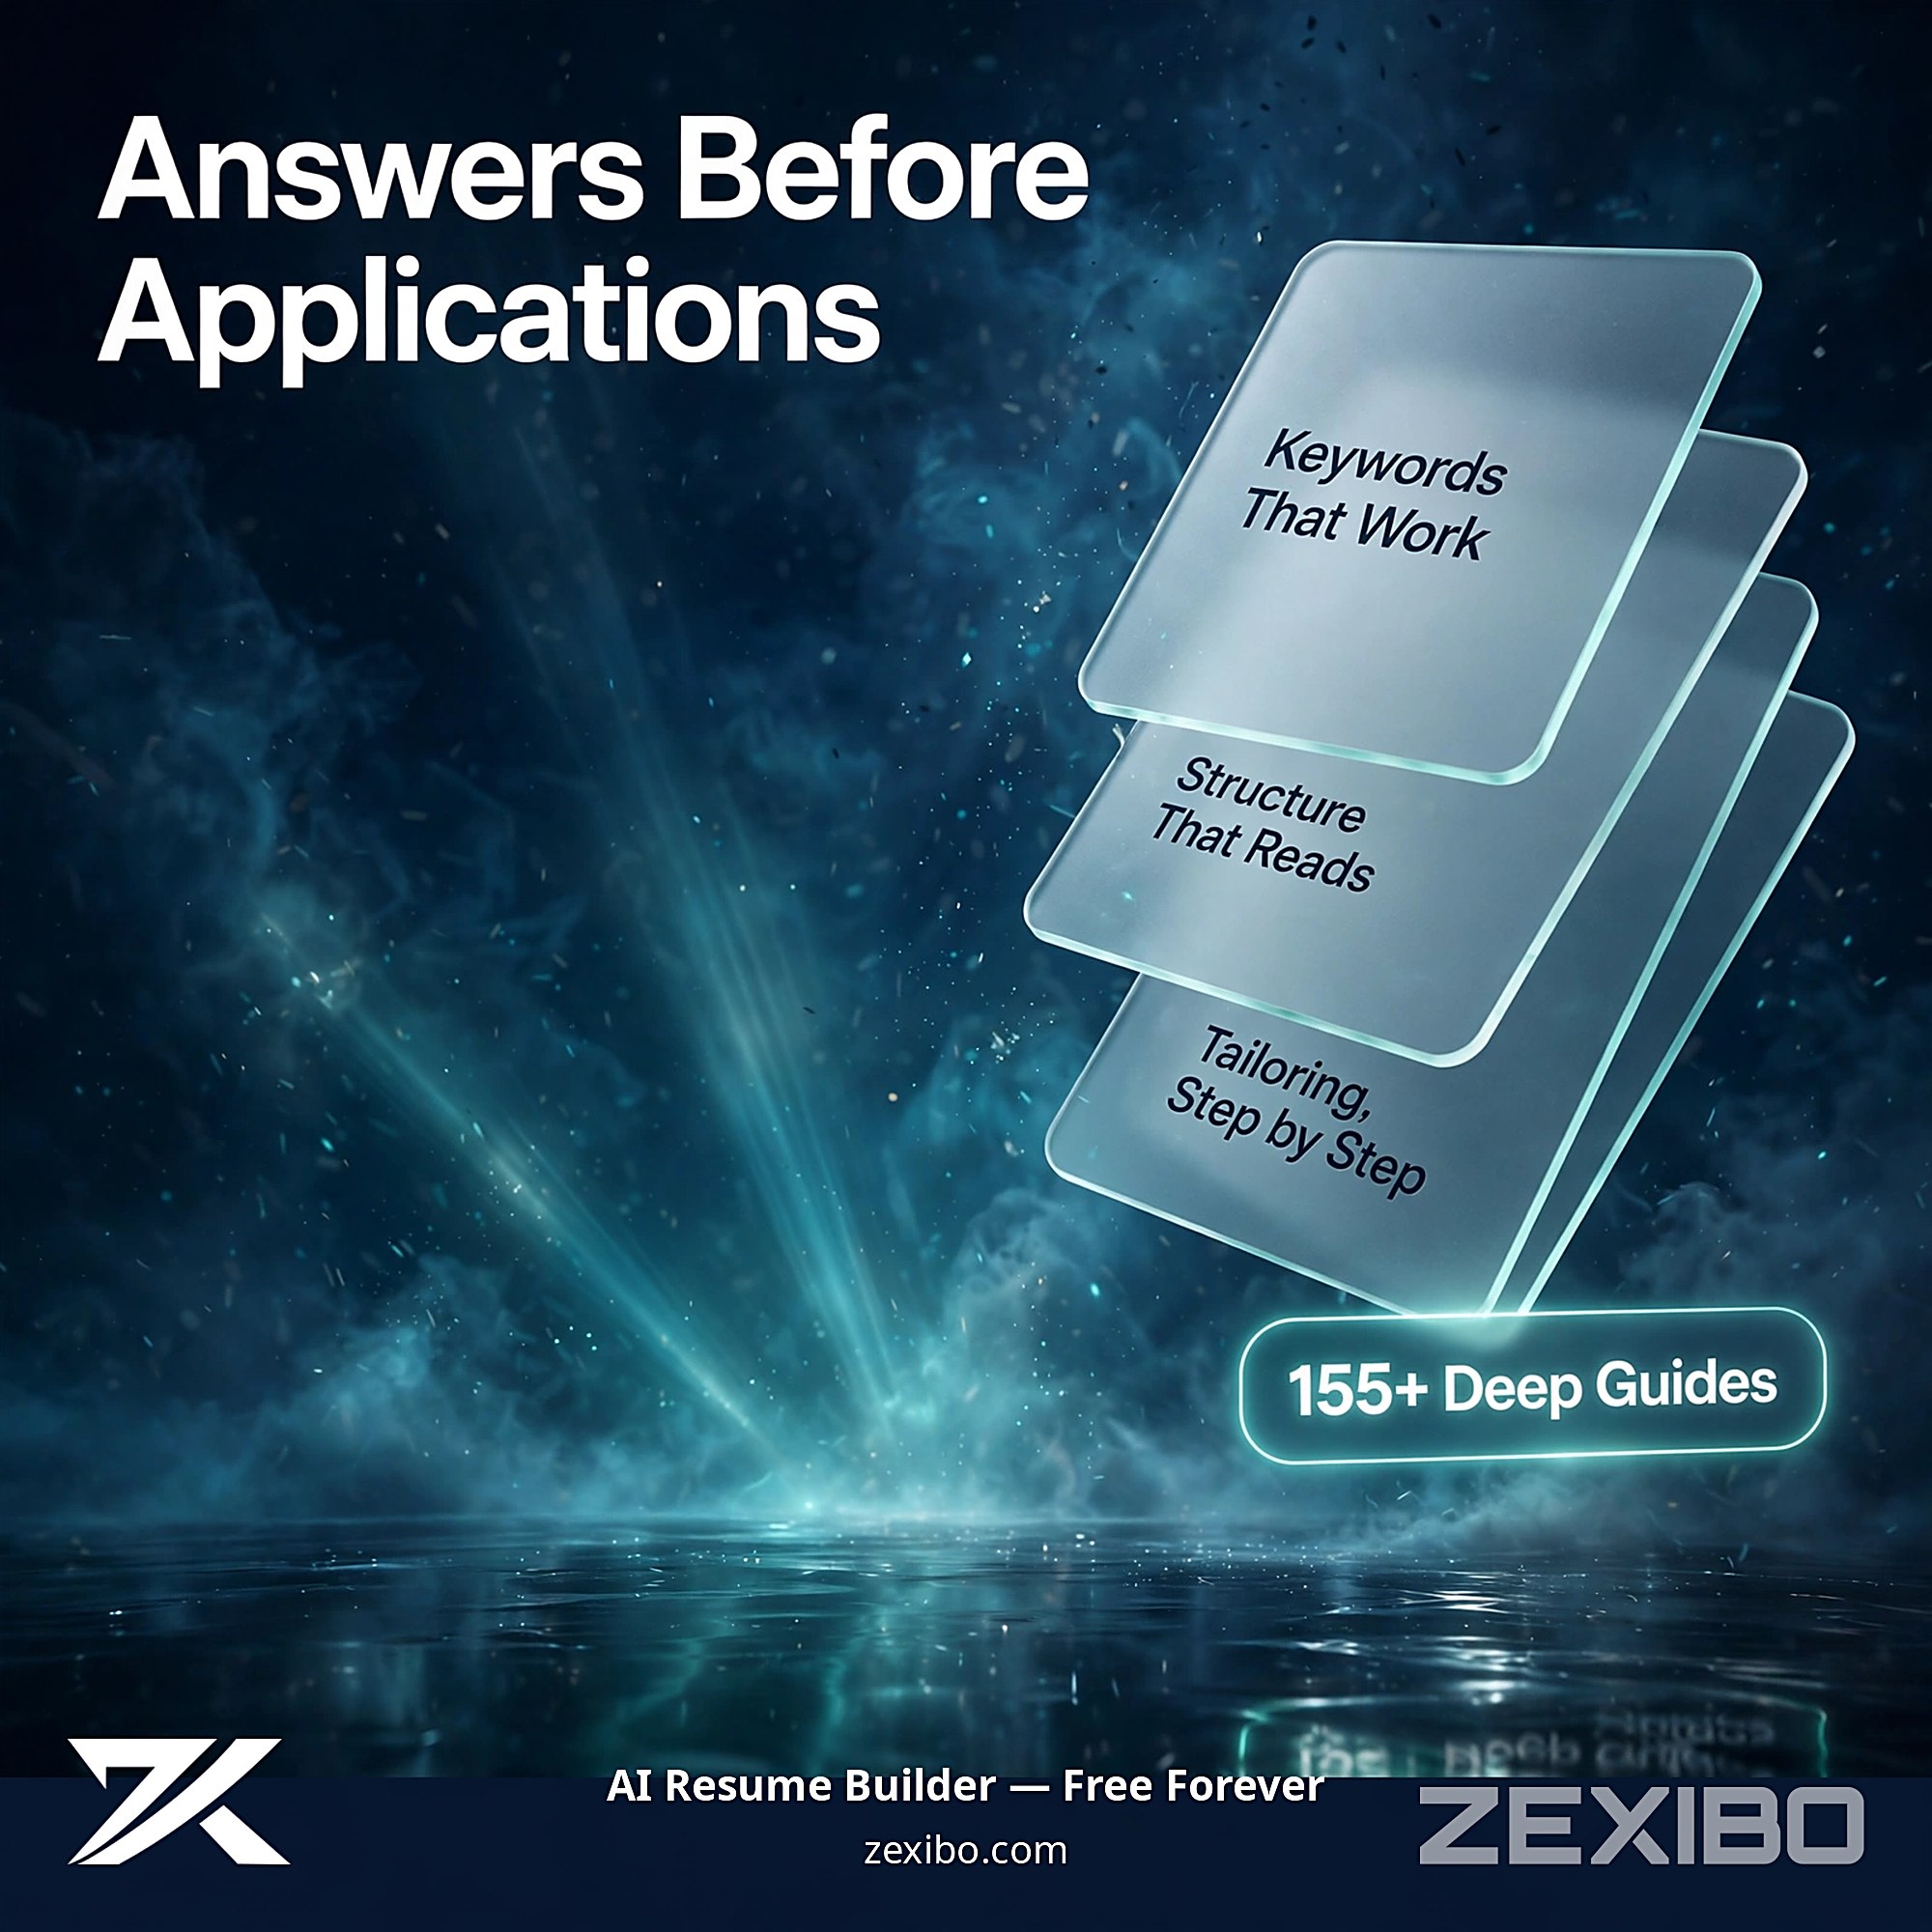 Answers Before
Applications
Keywords
That Work
Structure
That Reads
Tailoring,
Step by Step
155+ Deep Guides
AI Resume Builder — Free Forever
zexibo.com
ZEXIBO